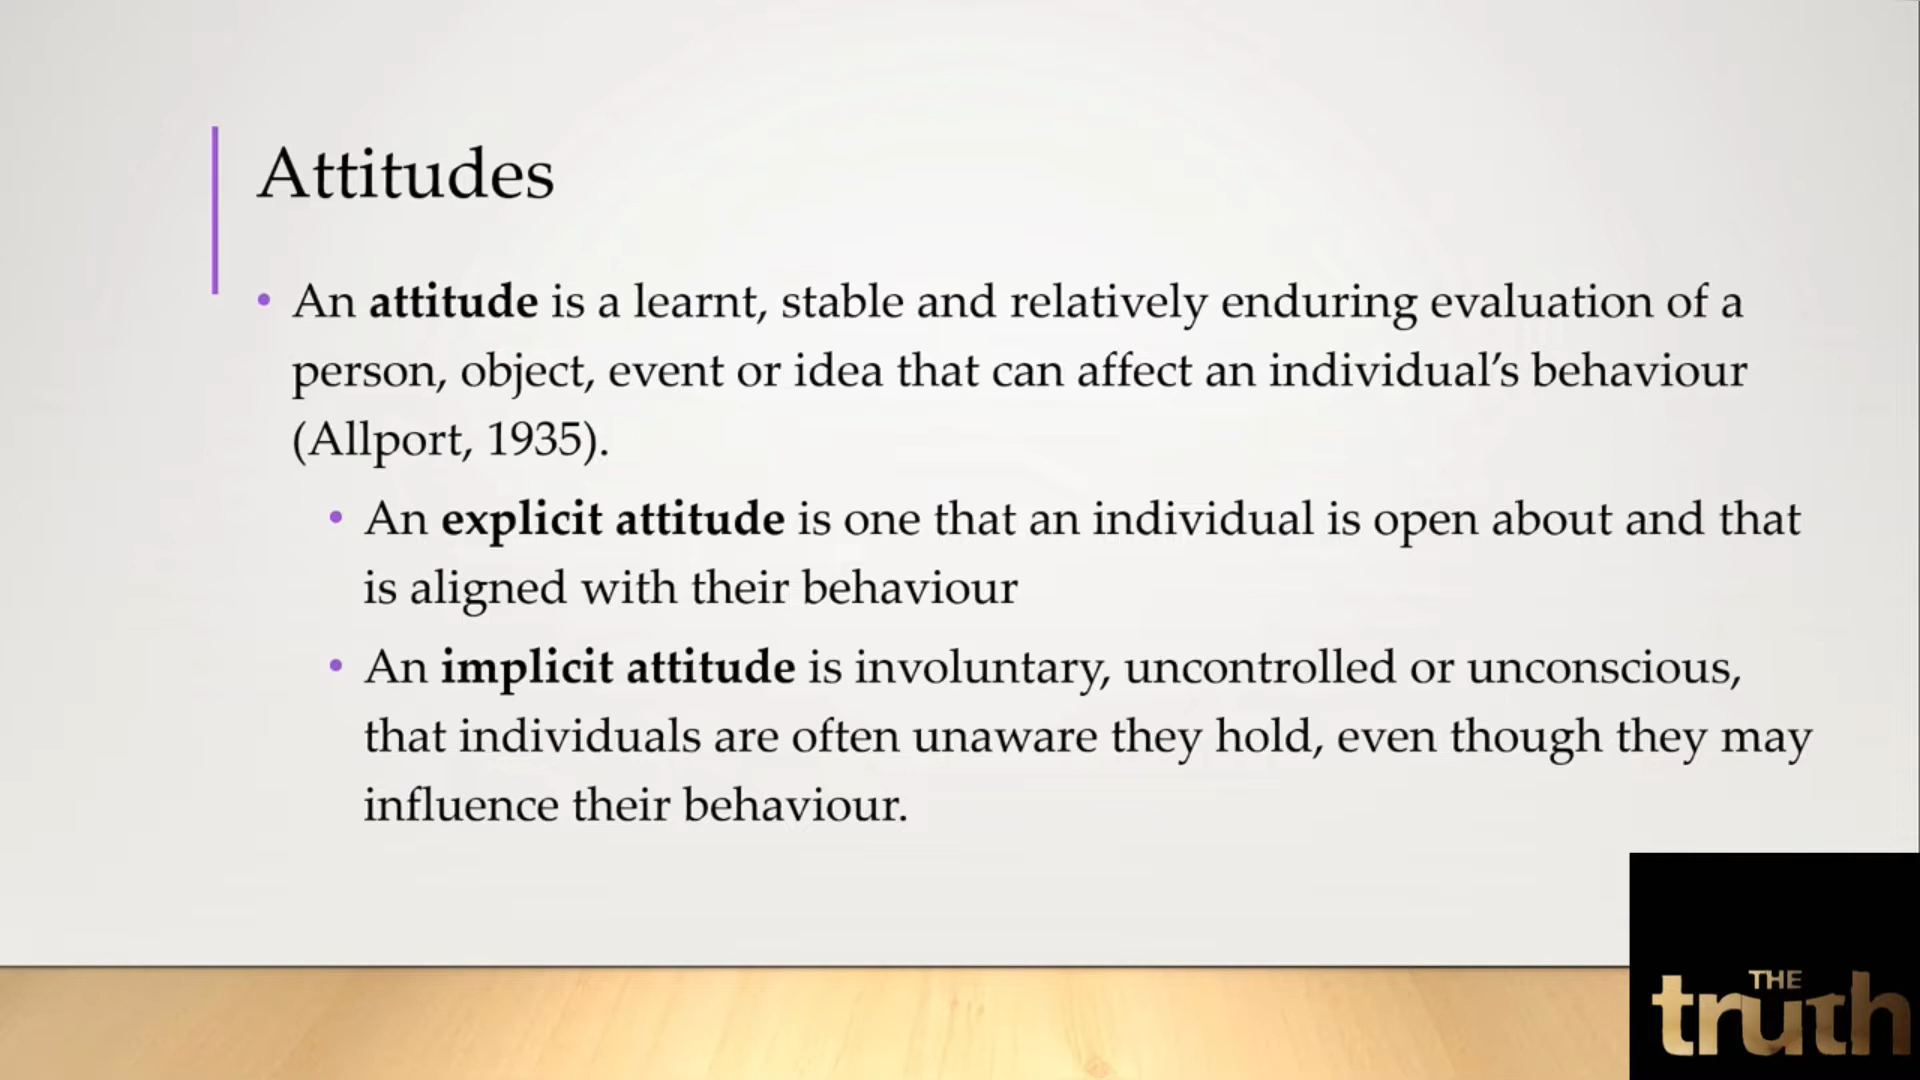 Attitudes
• An attitude is a learnt, stable and relatively enduring evaluation of a
person, object, event or idea that can affect an individual’s behaviour
(Allport, 1935).
• An explicit attitude is one that an individual is open about and that
is aligned with their behaviour
• An implicit attitude is involuntary, uncontrolled or unconscious,
that individuals are often unaware they hold, even though they may
influence their behaviour.
THE
truth